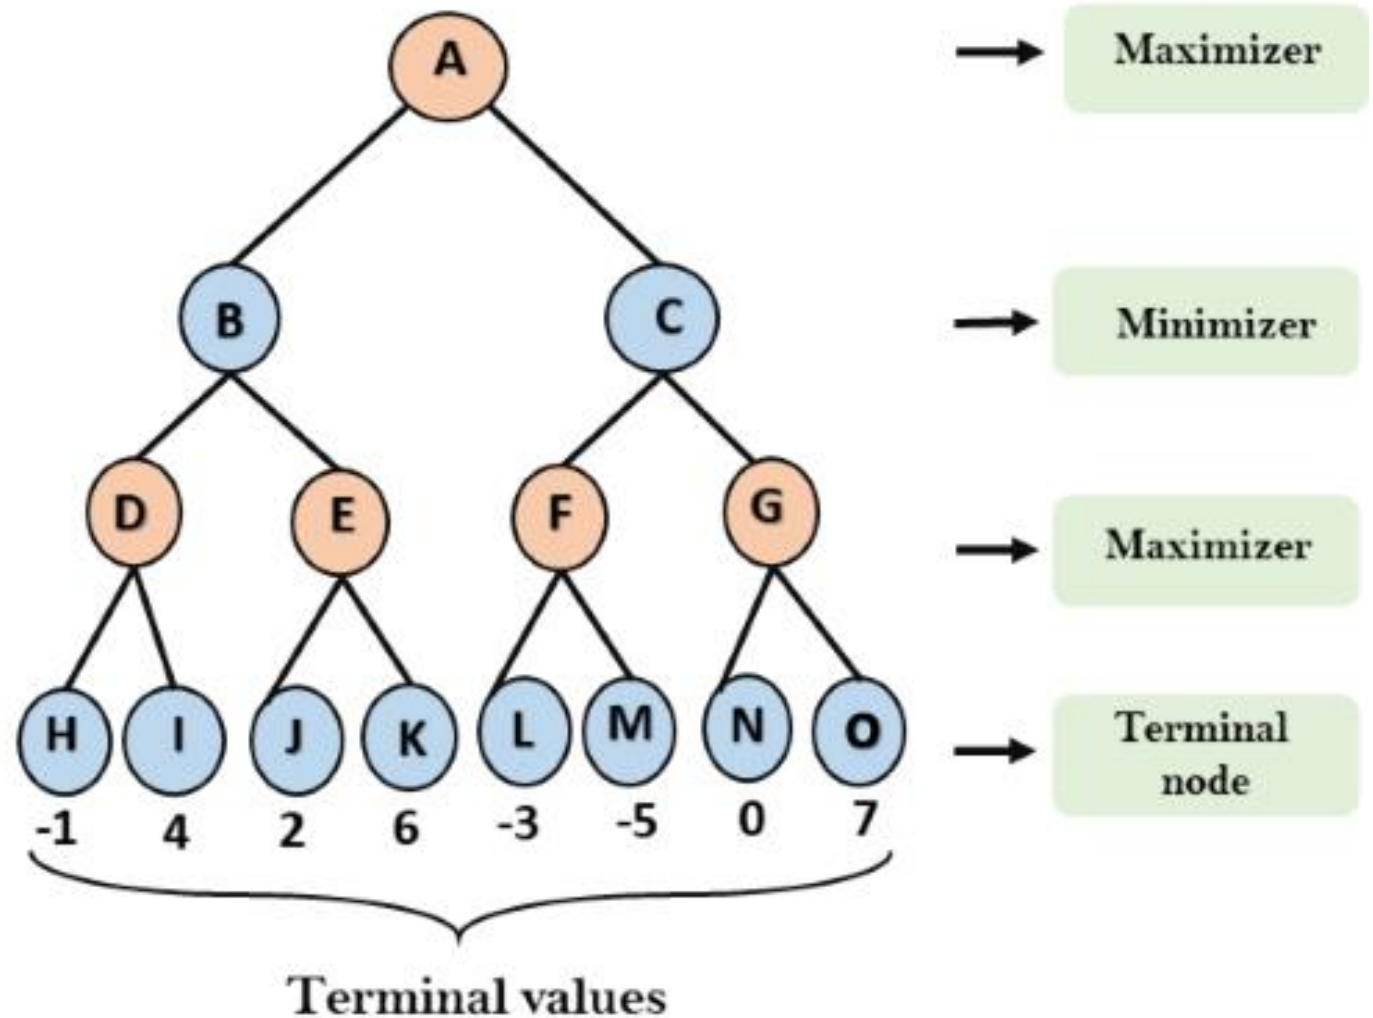 A
Maximizer
B
C
Minimizer
D
E
F
G
Maximizer
H
I
J
K
L
M
N
O
Terminal
node
-1
4
2
6
-3
-5
0
7
Terminal values